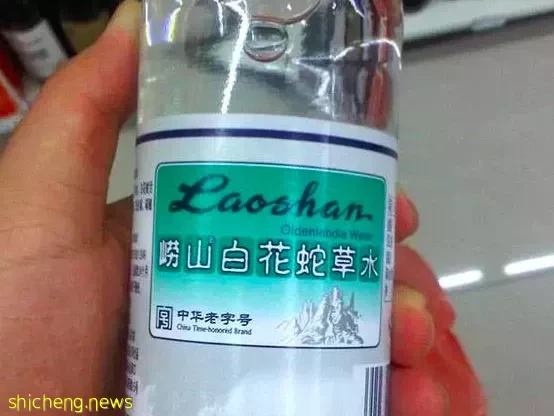 Laoshan
Oldenlandia Water
崂山白花蛇草水
中华老字号
China Time-honored Brand
shicheng.news